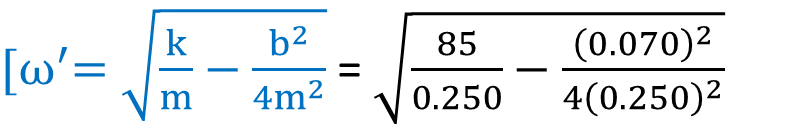 [ω′= √(k/m − b²/4m²) = √(85/0.250 − (0.070)²/4(0.250)²)